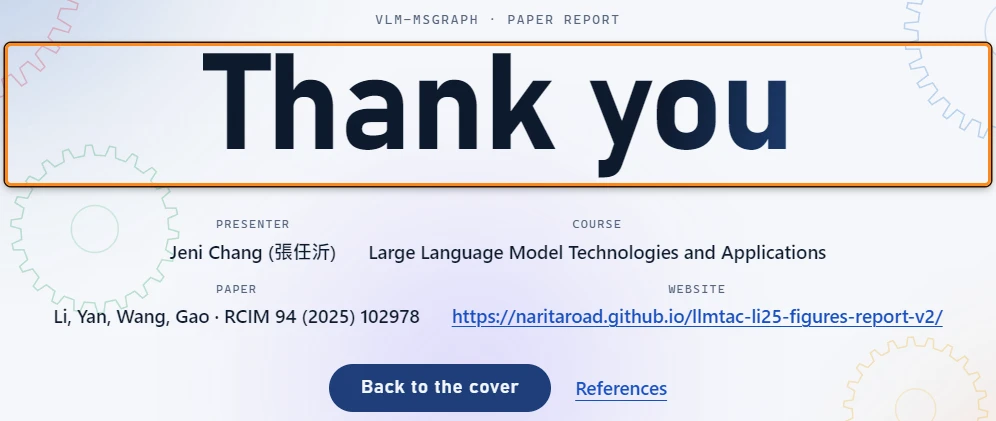 VLM-MSGRAPH · PAPER REPORT
Thank you
PRESENTER
Jeni Chang (張任沂)
COURSE
Large Language Model Technologies and Applications
PAPER
Li, Yan, Wang, Gao · RCIM 94 (2025) 102978
WEBSITE
https://naritaroad.github.io/llmtac-li25-figures-report-v2/
Back to the cover
References